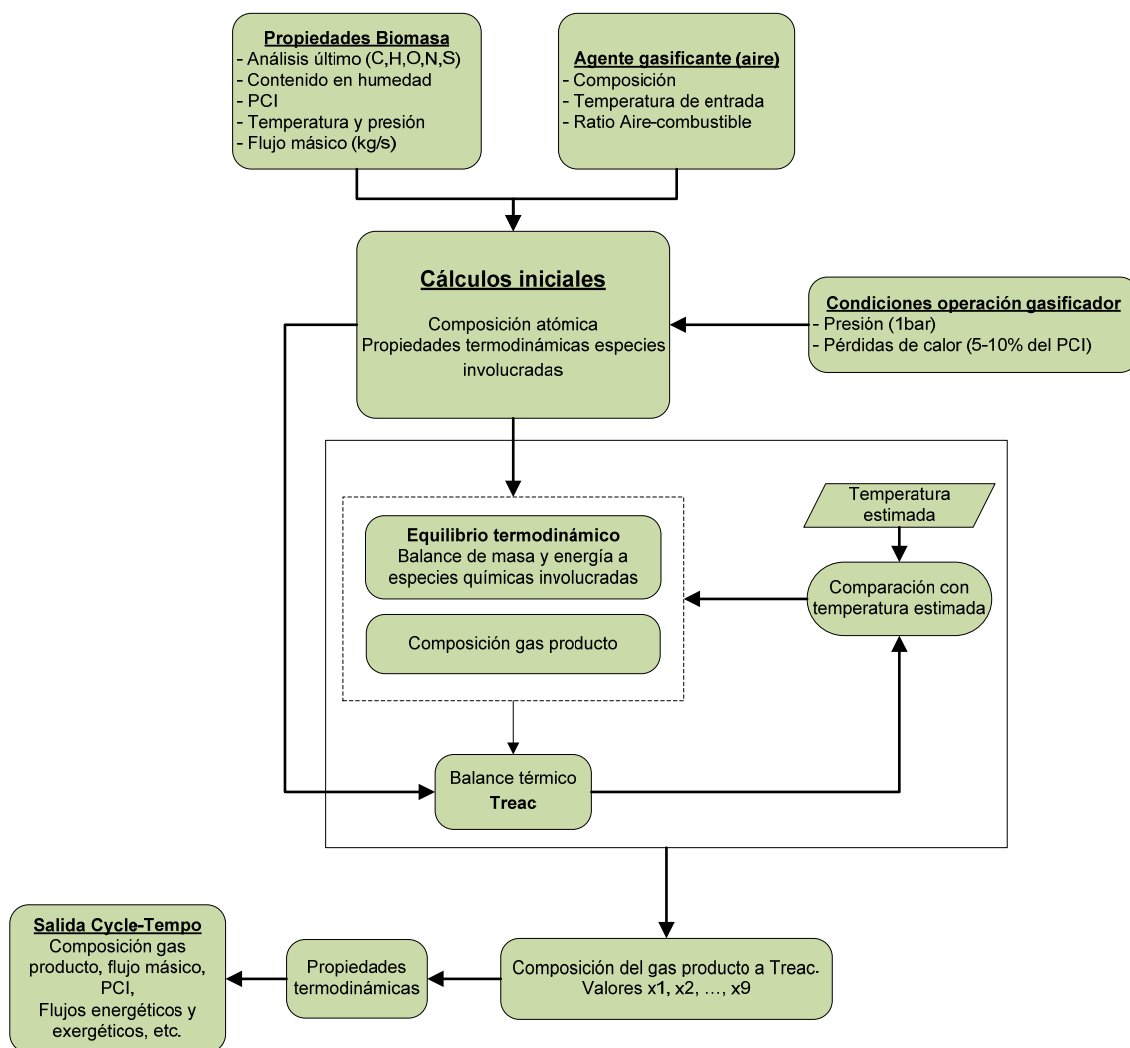 Propiedades Biomasa
- Análisis último (C,H,O,N,S)
- Contenido en humedad
- PCI
- Temperatura y presión
- Flujo másico (kg/s)
Agente gasificante (aire)
- Composición
- Temperatura de entrada
- Ratio Aire-combustible
Cálculos iniciales
Composición atómica
Propiedades termodinámicas especies
involucradas
Condiciones operación gasificador
- Presión (1bar)
- Pérdidas de calor (5-10% del PCI)
Temperatura
estimada
Equilibrio termodinámico
Balance de masa y energía a
especies químicas involucradas
Comparación con
temperatura estimada
Composición gas producto
Balance térmico
Treac
Salida Cycle-Tempo
Composición gas
producto, flujo másico,
PCI,
Flujos energéticos y
exergéticos, etc.
Propiedades
termodinámicas
Composición del gas producto a Treac.
Valores x1, x2, ..., x9